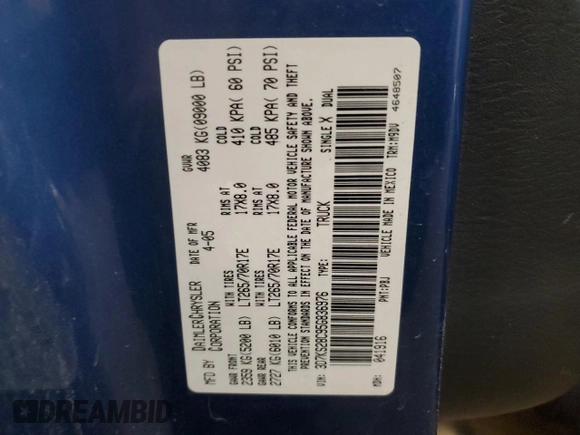 MFD BY
DAIMLERCHRYSLER
CORPORATION
DATE OF MFR
4-05
GVWR
4083 KG(09000 LB)
GAWR FRONT
2359 KG(5200 LB)
WITH TIRES
LT265/70R17E
RIMS AT
17X8.0
COLD
410 KPA( 60 PSI)
GAWR REAR
2727 KG(6010 LB)
WITH TIRES
LT265/70R17E
RIMS AT
17X8.0
COLD
485 KPA( 70 PSI)
THIS VEHICLE CONFORMS TO ALL APPLICABLE FEDERAL MOTOR VEHICLE SAFETY AND THEFT
PREVENTION STANDARDS IN EFFECT ON THE DATE OF MANUFACTURE SHOWN ABOVE.
VIN: 3D7KS28C95G836976 TYPE: TRUCK SINGLE X DUAL
MDH: 041916 PNT:PBJ VEHICLE MADE IN MEXICO TRM:M9DV 4648507
DREAMBID